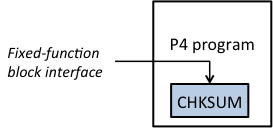 Fixed-function
block interface
P4 program
CHKSUM